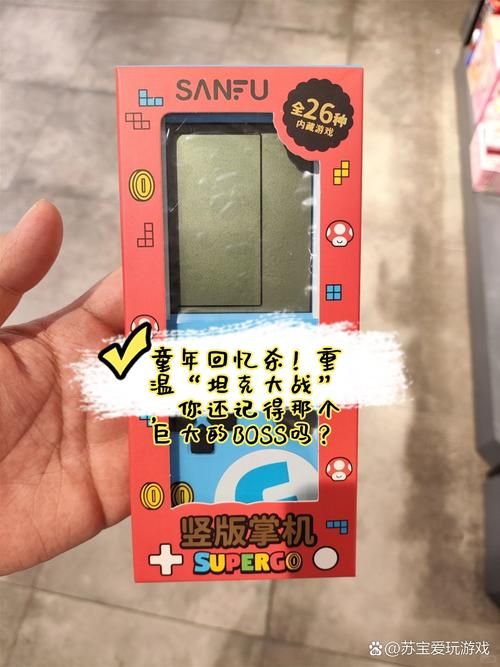 SANFU
全26种
内藏游戏
童年回忆杀！重
温“坦克大战”
，你还记得那个
巨大的BOSS吗？
竖版掌机
SUPERGO
@苏宝爱玩游戏